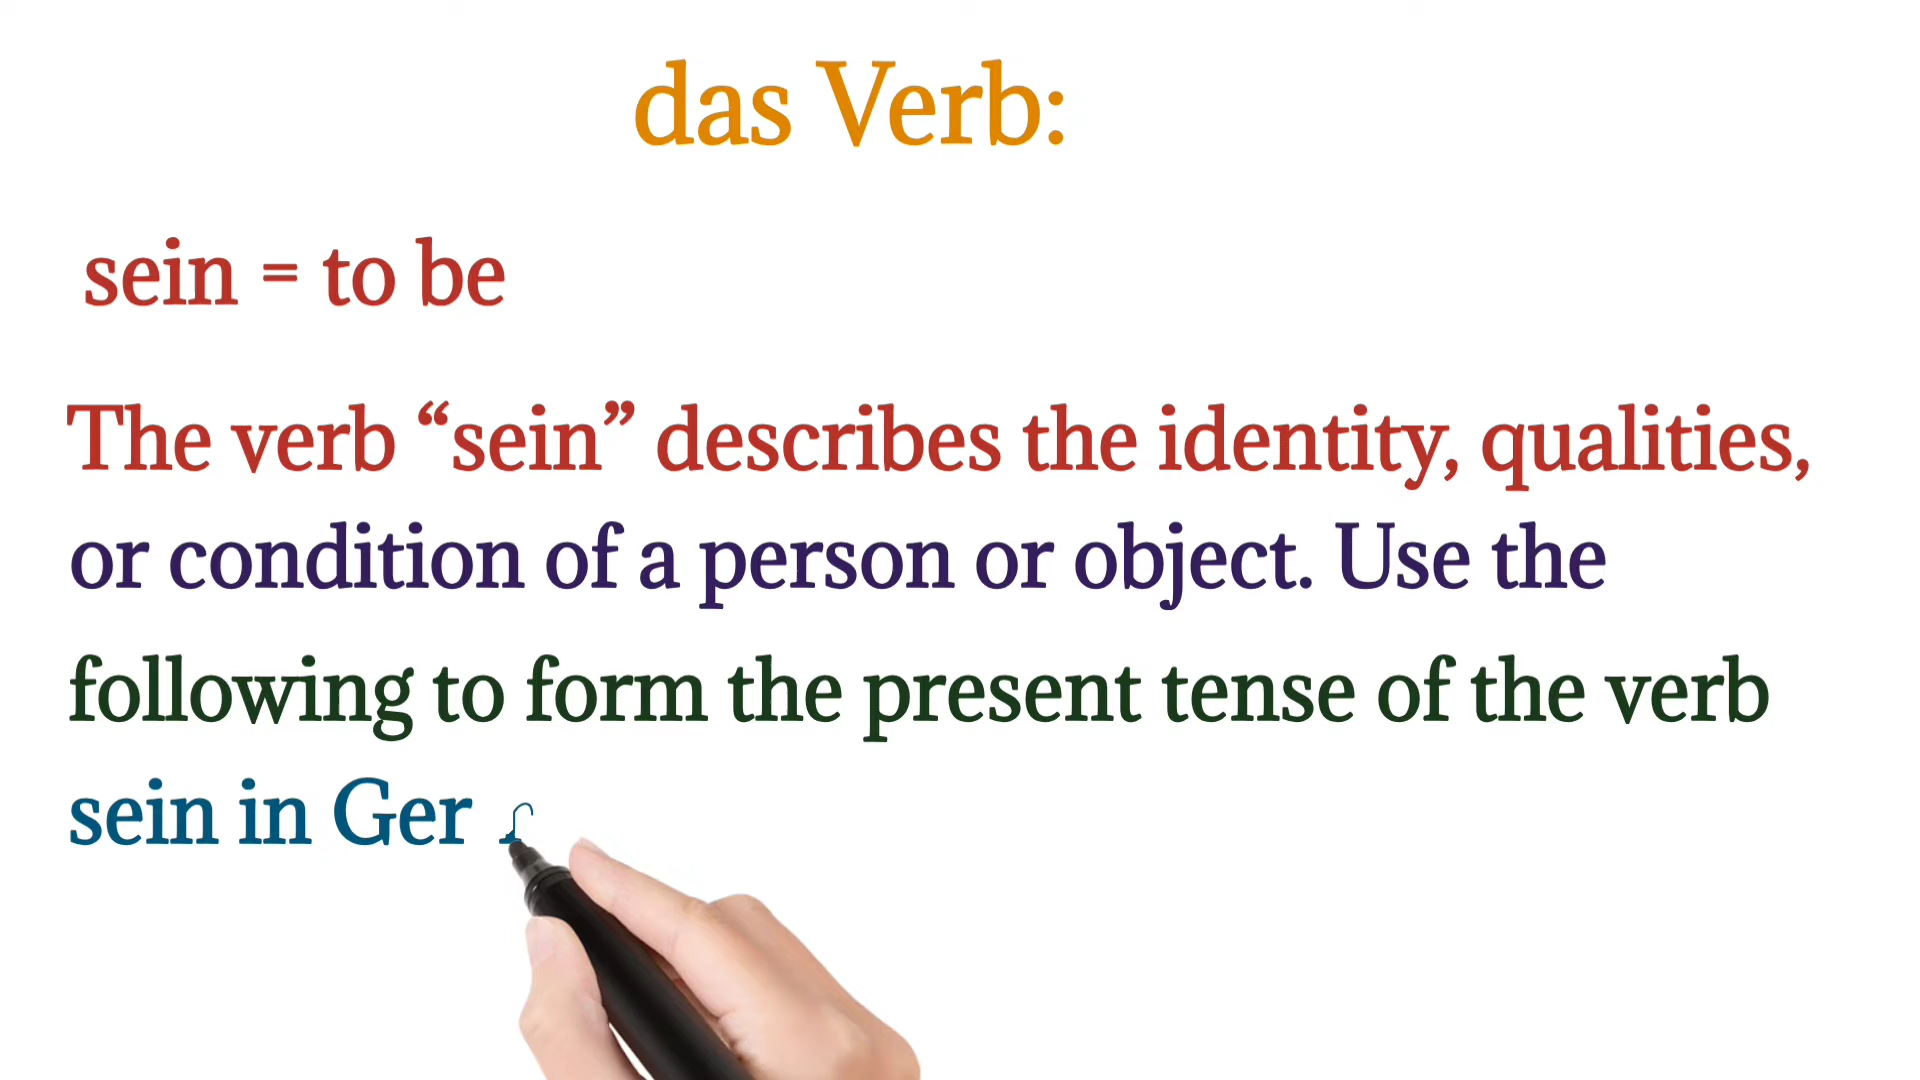 das Verb:
sein = to be
The verb “sein” describes the identity, qualities,
or condition of a person or object. Use the
following to form the present tense of the verb
sein in Ger